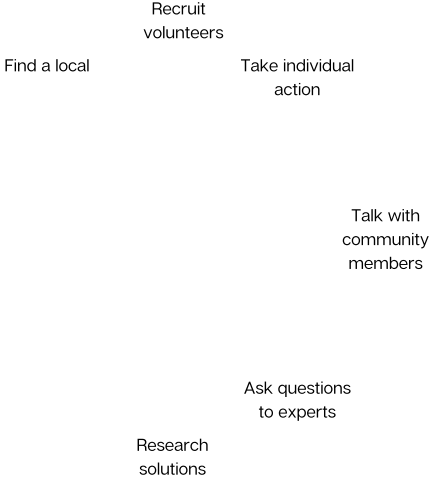 Recruit
volunteers
Find a local
Take individual
action
Talk with
community
members
Ask questions
to experts
Research
solutions